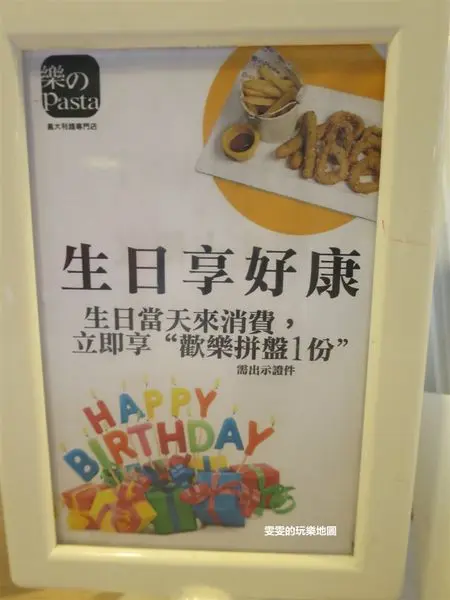 樂の
Pasta
義大利麵專門店
生日享好康
生日當天來消費，
立即享“歡樂拼盤1份”
需出示證件
HAPPY
BIRTHDAY
雯雯的玩樂地圖